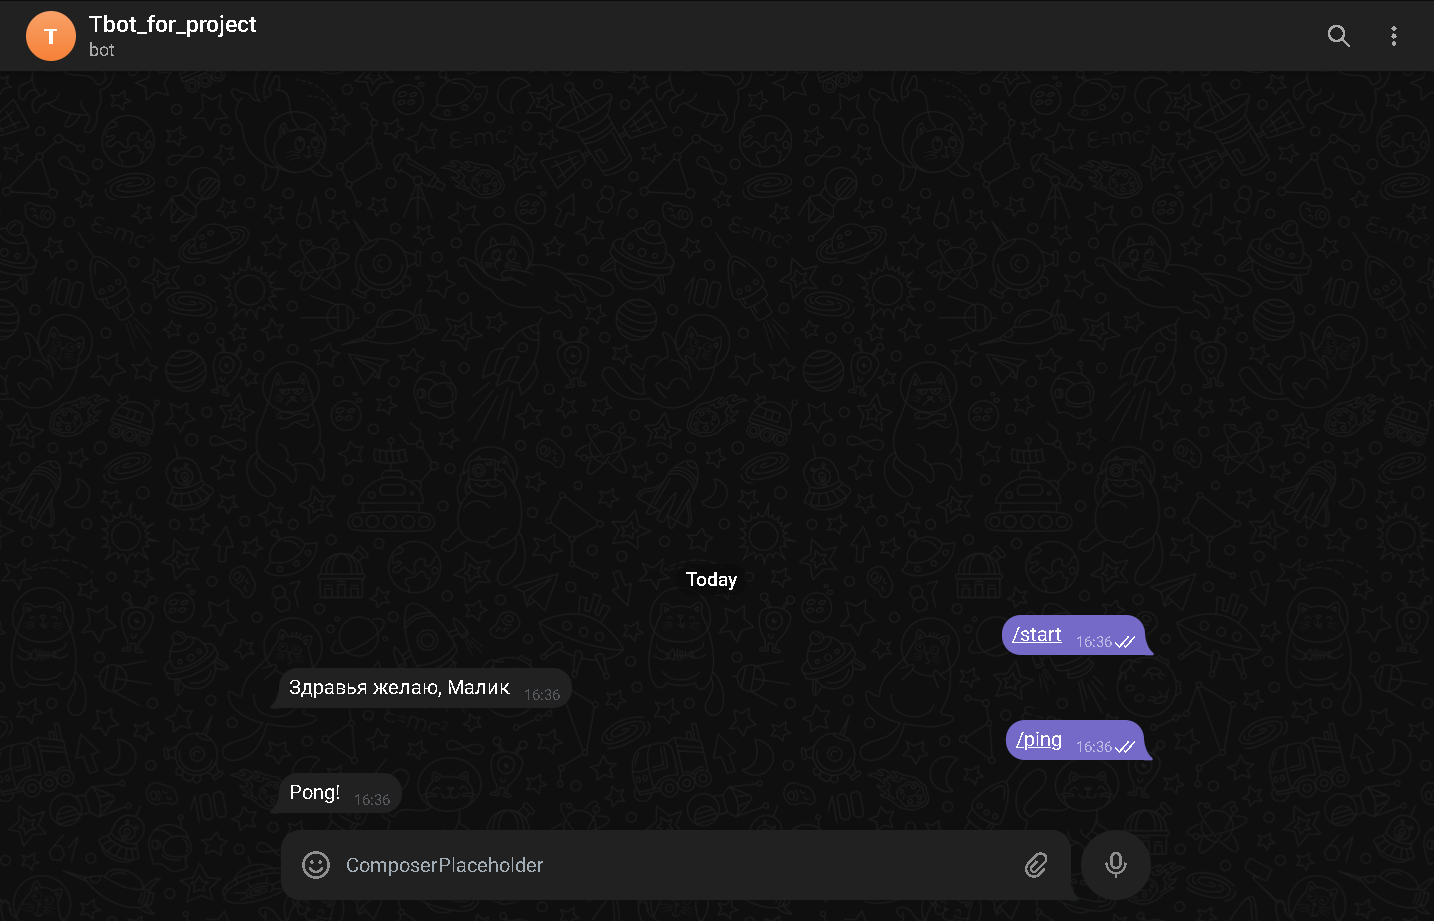 T
Tbot_for_project
bot
Today
/start 16:36
Здравья желаю, Малик 16:36
/ping 16:36
Pong! 16:36
ComposerPlaceholder